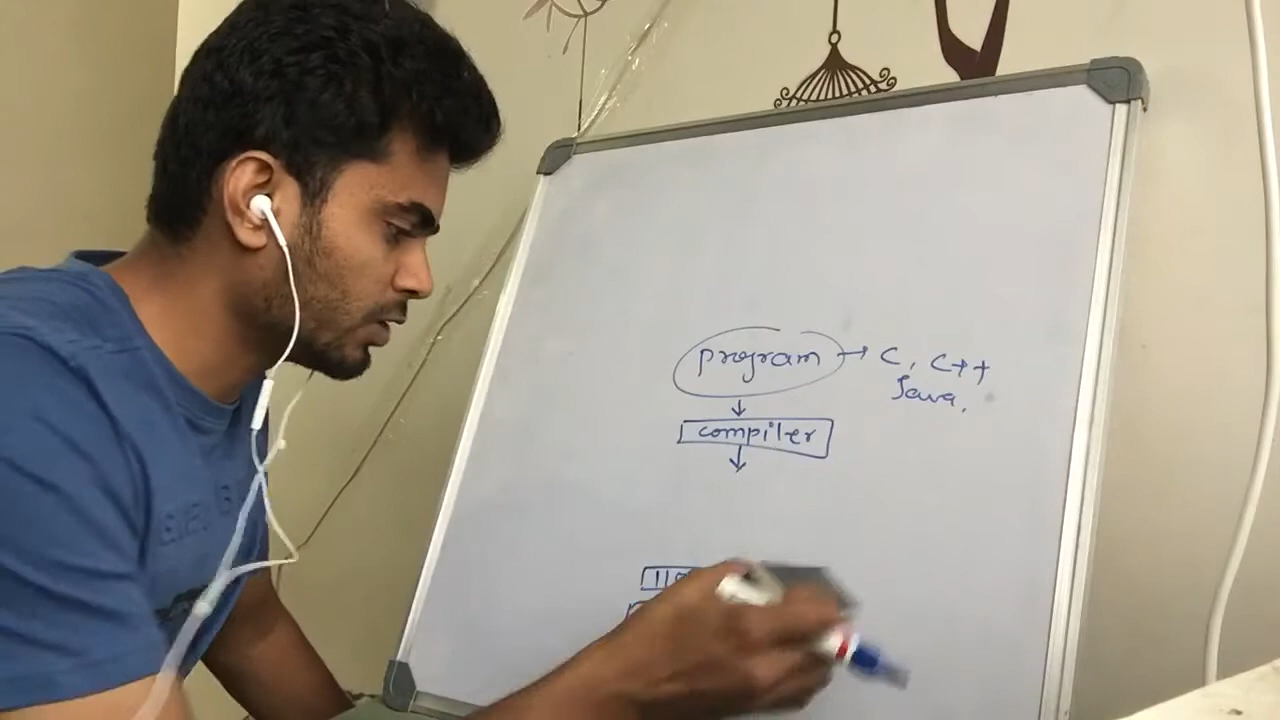 program → C, C++
Java.
compiler